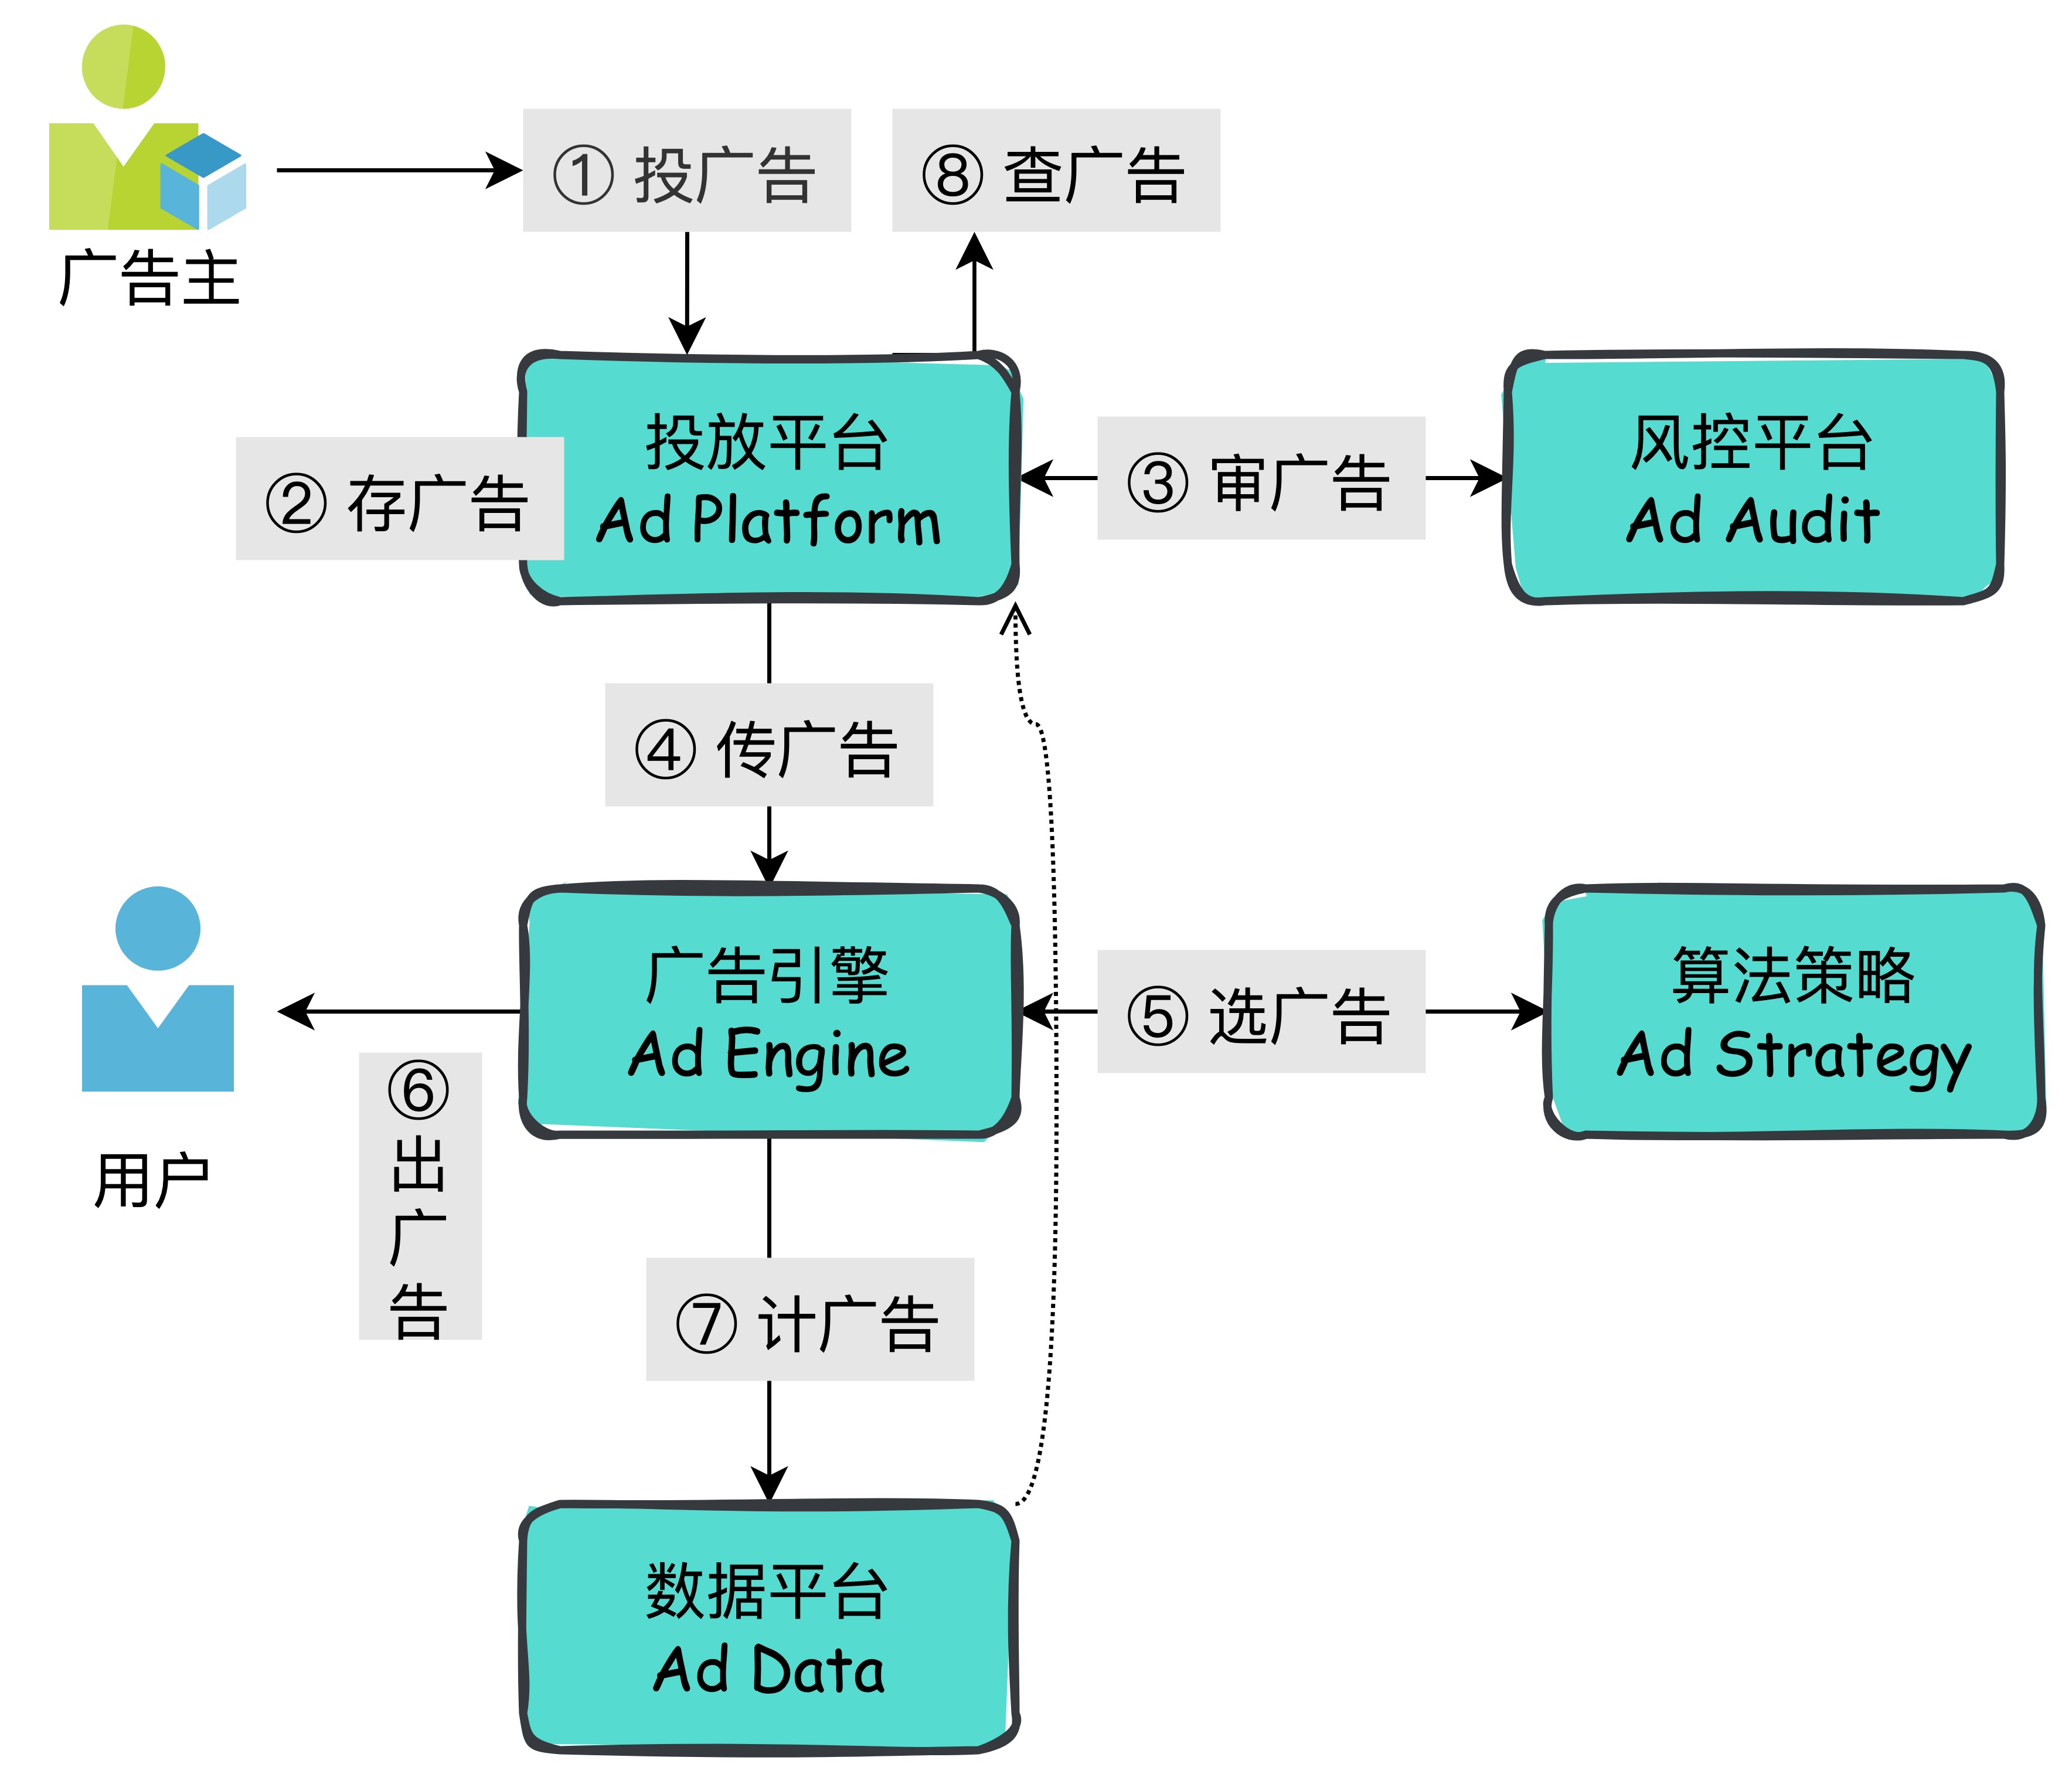 ① 投广告
⑧ 查广告
广告主
投放平台
Ad Platform
② 存广告
③ 审广告
风控平台
Ad Audit
④ 传广告
广告引擎
Ad Engine
⑤ 选广告
算法策略
Ad Strategy
用户
⑥
出
广
告
⑦ 计广告
数据平台
Ad Data